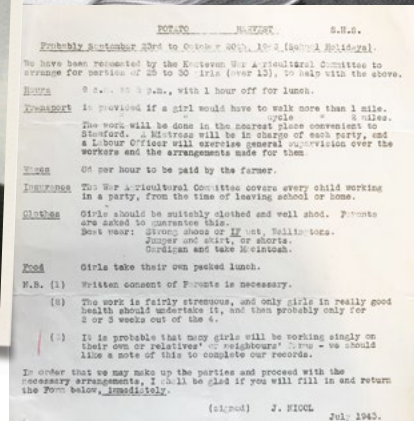 POTATO HARVEST S.H.S.
Probably September 23rd to October 20th, 1943 (School Holidays).
We have been requested by the Kesteven War Agricultural Committee to
arrange for parties of 25 to 30 girls (over 13), to help with the above.
Hours p.m., with 1 hour off for lunch.
Transport is provided if a girl would have to walk more than 1 mile.
" cycle " 2 miles.
The work will be done in the nearest place convenient to
Stamford. A Mistress will be in charge of each party, and
a Labour Officer will exercise general supervision over the
workers and the arrangements made for them
Wages per hour to be paid by the farmer.
Insurance The War Agricultural Committee covers every child working
in a party, from the time of leaving school or home.
Clothes Girls should be suitably clothed and well shod. Parents
are asked to guarantee this.
Best wear: Strong shoes or IF wet, Wellingtons.
Jumper and skirt, or shorts.
Cardigan and take Mackintosh.
Food Girls take their own packed lunch.
N.B. (1) Written consent of Parents is necessary.
The work is fairly strenuous, and only girls in really good
health should undertake it, and then probably only for
2 or 3 weeks out of the 4.
(3) It is probable that many girls will be working singly on
their own or relatives' or neighbours' farms - we should
like a note of this to complete our records.
In order that we may make up the parties and proceed with the
necessary arrangements, I shall be glad if you will fill in and return
the Form below, immediately.
(signed) J. NICOL
July 1943.